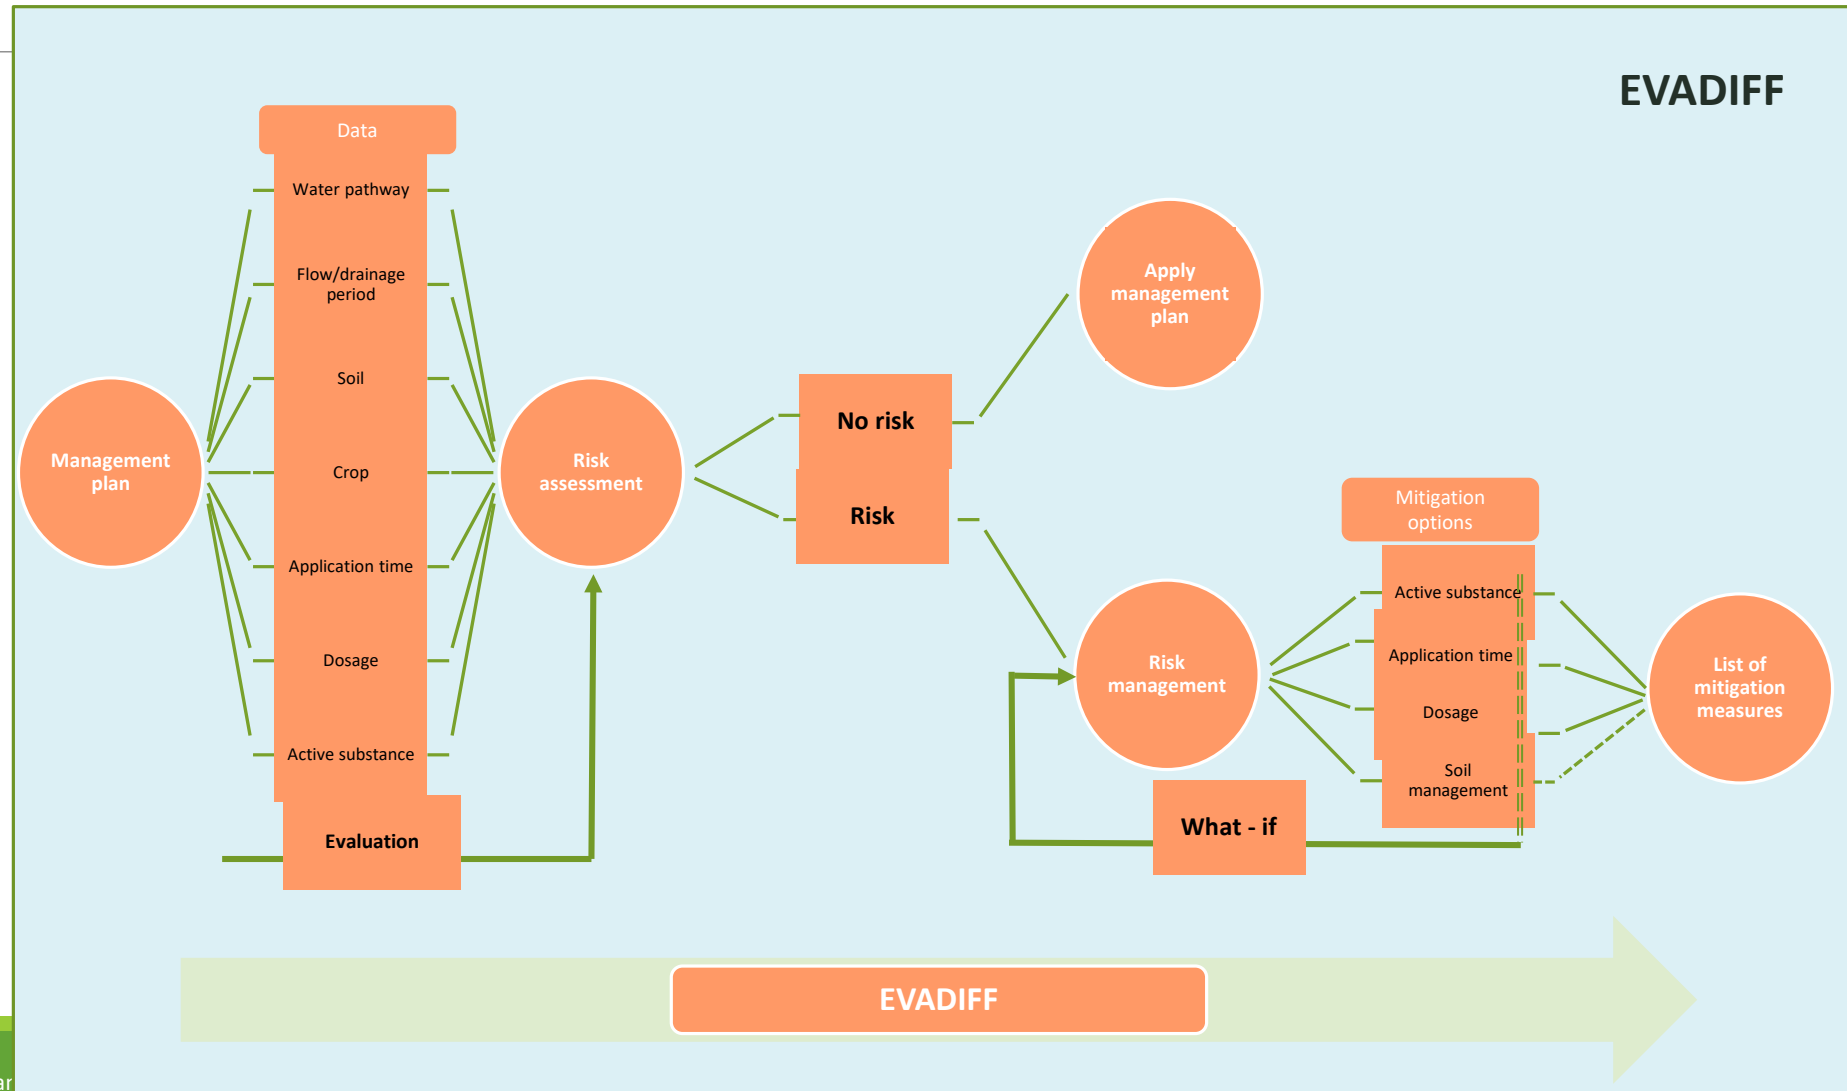 EVADIFF
Data
Water pathway
Flow/drainage
period
Soil
Crop
Application time
Dosage
Active substance
Evaluation
Management
plan
Risk
assessment
No risk
Risk
Apply
management
plan
Risk
management
Mitigation
options
Active substance
Application time
Dosage
Soil
management
What - if
List of
mitigation
measures
EVADIFF
ar